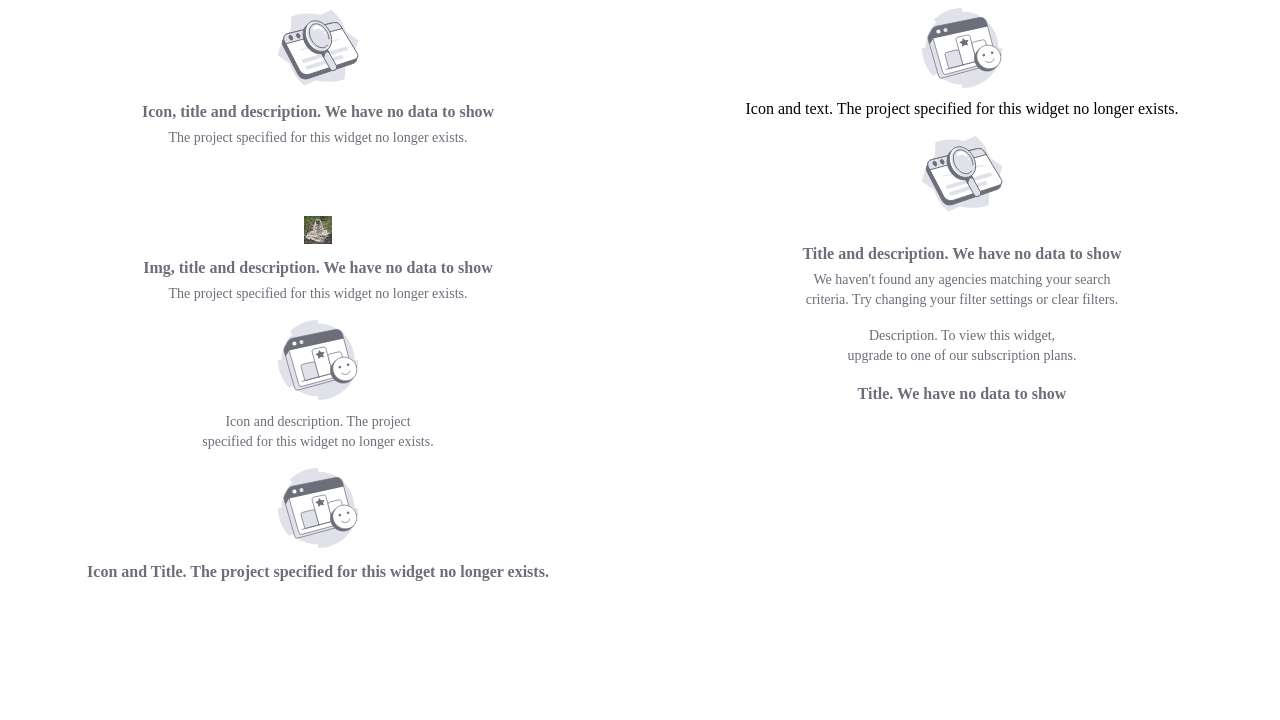 Icon, title and description. We have no data to show
The project specified for this widget no longer exists.
Img, title and description. We have no data to show
The project specified for this widget no longer exists.
Icon and description. The project
specified for this widget no longer exists.
Icon and Title. The project specified for this widget no longer exists.
Icon and text. The project specified for this widget no longer exists.
Title and description. We have no data to show
We haven't found any agencies matching your search
criteria. Try changing your filter settings or clear filters.
Description. To view this widget,
upgrade to one of our subscription plans.
Title. We have no data to show